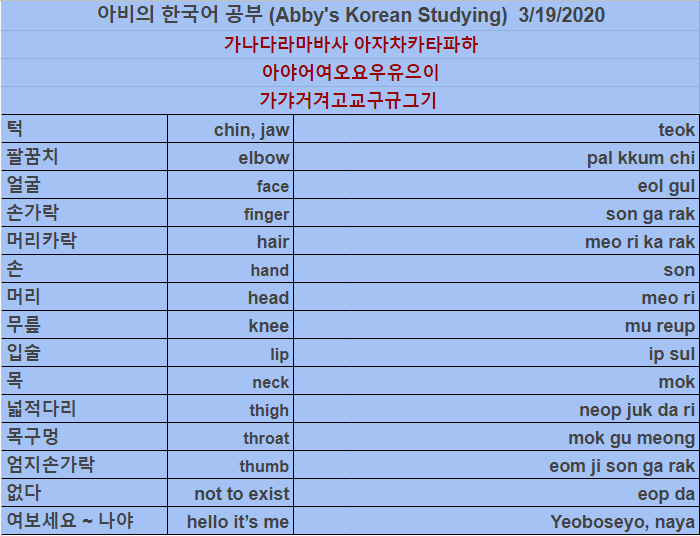 아비의 한국어 공부 (Abby's Korean Studying) 3/19/2020
가나다라마바사 아자차카타파하
아야어여오요우유으이
가갸거겨고교구규그기
턱 chin, jaw teok
팔꿈치 elbow pal kkum chi
얼굴 face eol gul
손가락 finger son ga rak
머리카락 hair meo ri ka rak
손 hand son
머리 head meo ri
무릎 knee mu reup
입술 lip ip sul
목 neck mok
넓적다리 thigh neop juk da ri
목구멍 throat mok gu meong
엄지손가락 thumb eom ji son ga rak
없다 not to exist eop da
여보세요 ~ 나야 hello it’s me Yeoboseyo, naya